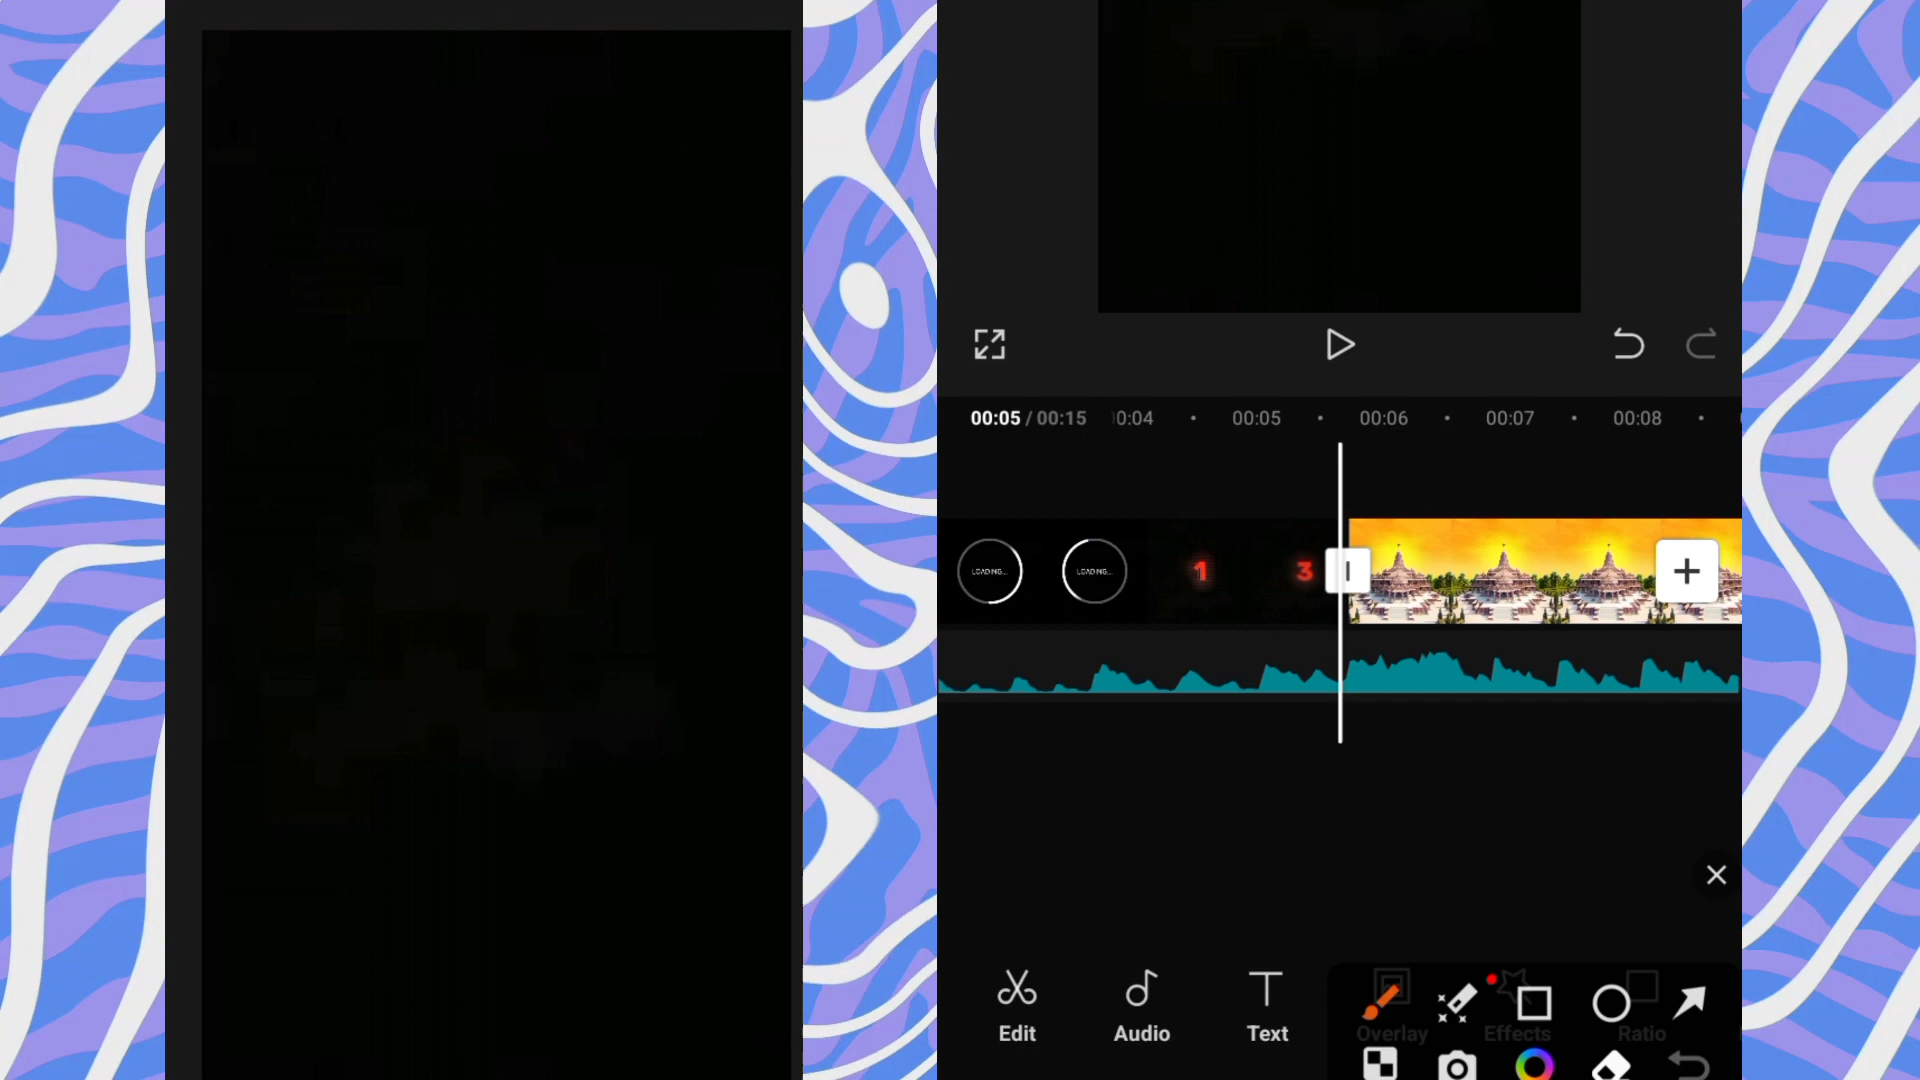 00:05 / 00:15 0:04 00:05 00:06 00:07 00:08
LOADING... LOADING... 1 3
Edit Audio Text Overlay Effects Ratio